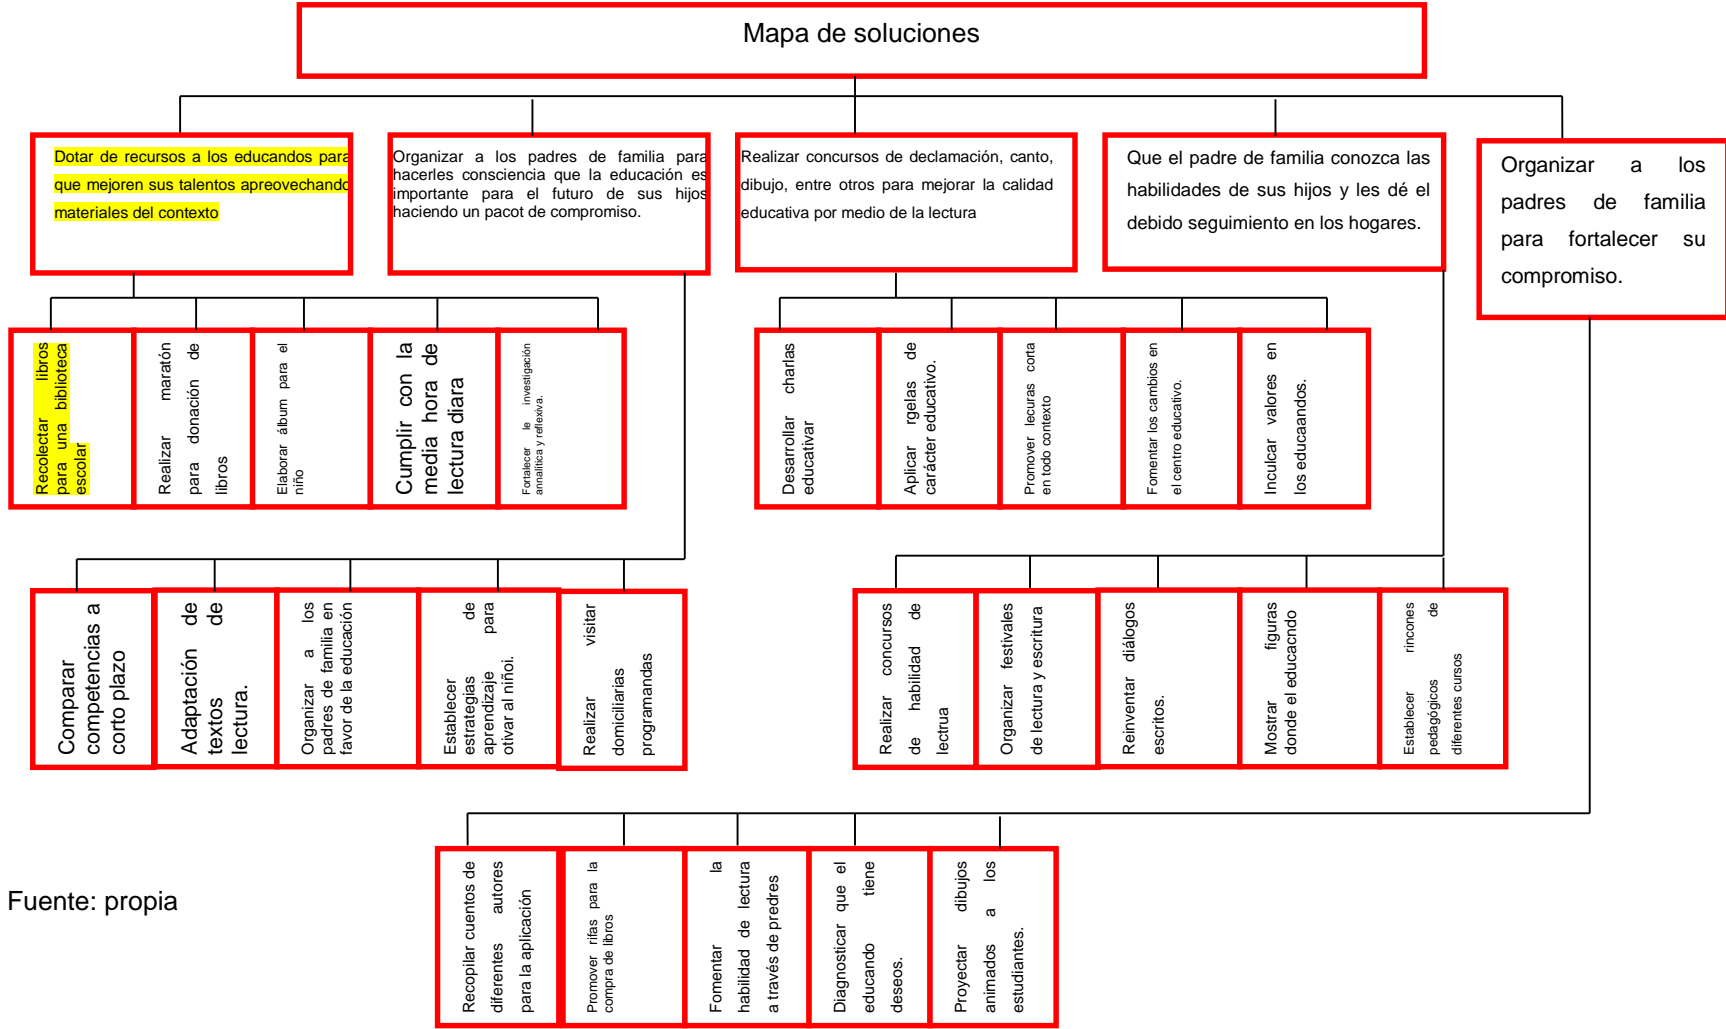 Mapa de soluciones
Dotar de recursos a los educandos para
que mejoren sus talentos apreovechando
materiales del contexto
Organizar a los padres de familia para
hacerles consciencia que la educación es
importante para el futuro de sus hijos
haciendo un pacot de compromiso.
Realizar concursos de declamación, canto,
dibujo, entre otros para mejorar la calidad
educativa por medio de la lectura
Que el padre de familia conozca las
habilidades de sus hijos y les dé el
debido seguimiento en los hogares.
Organizar a los
padres de familia
para fortalecer su
compromiso.
Recolectar libros
para una biblioteca
escolar
Realizar maratón
para donación de
libros
Elaborar álbum para el
niño
Cumplir con la
media hora de
lectura diara
Fortalecer le investigación
annalítica y reflexiva.
Desarrollar charlas
educativar
Aplicar rgelas de
carácter educativo.
Promover lecuras corta
en todo contexto
Fomentar los cambios en
el centro educativo.
Inculcar valores en
los educaandos.
Comparar
competencias a
corto plazo
Adaptación de
textos de
lectura.
Organizar a los
padres de familia en
favor de la educación
Establecer de
estrategias para
aprendizaje
otivar al niñoi.
Realizar visitar
domiciliarias
programandas
Realizar concursos
de habilidad de
lectrua
Organizar festivales
de lectura y escritura
Reinventar diálogos
escritos.
Mostrar figuras
donde el educacndo
Establecer rincones de
pedagógicos
diferentes cursos
Recopilar cuentos de
diferentes autores
para la aplicación
Promover rifas para la
compra de libros
Fomentar la
habilidad de lectura
a través de predres
Diagnosticar que el
educando tiene
deseos.
Proyectar dibujos
animados a los
estudiantes.
Fuente: propia